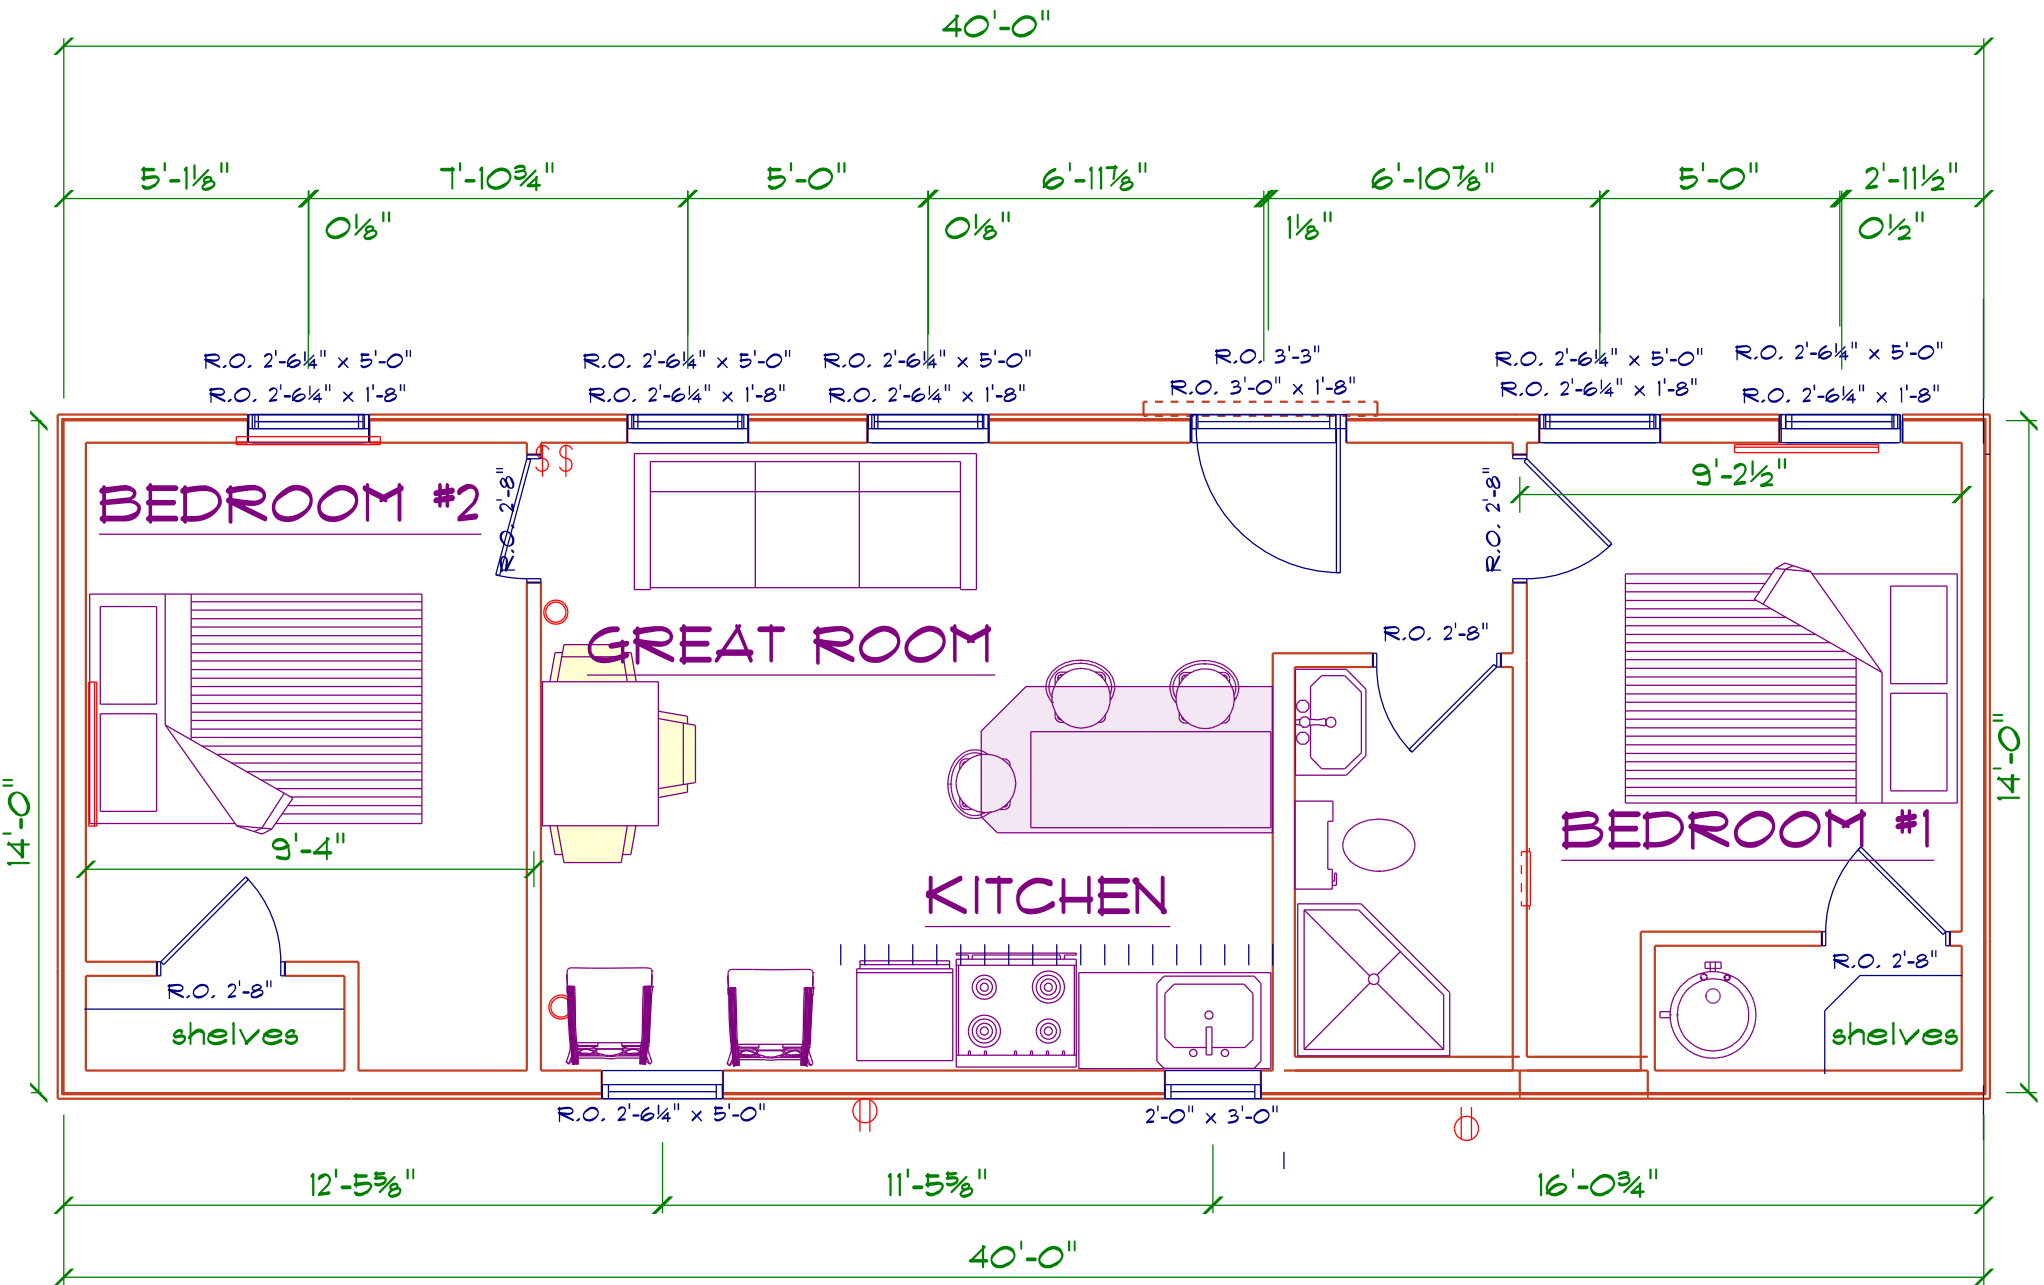 40'-0"
5'-1⅛" 7'-10¾" 5'-0" 6'-11⅞" 6'-10⅞" 5'-0" 2'-11½"
0⅛" 0⅛" 1⅛" 0½"
R.O. 2'-6¼" x 5'-0" R.O. 2'-6¼" x 5'-0" R.O. 2'-6¼" x 5'-0" R.O. 3'-3" R.O. 2'-6¼" x 5'-0" R.O. 2'-6¼" x 5'-0"
R.O. 2'-6¼" x 1'-8" R.O. 2'-6¼" x 1'-8" R.O. 2'-6¼" x 1'-8" R.O. 3'-0" x 1'-8" R.O. 2'-6¼" x 1'-8" R.O. 2'-6¼" x 1'-8"
$ $
9'-2½"
BEDROOM #2
R.O. 2'-8"
R.O. 2'-8"
GREAT ROOM
R.O. 2'-8"
14'-0"
14'-0"
BEDROOM #1
9'-4"
KITCHEN
R.O. 2'-8"
R.O. 2'-8"
shelves
shelves
R.O. 2'-6¼" x 5'-0" 2'-0" x 3'-0"
12'-5⅝" 11'-5⅝" 16'-0¾"
40'-0"